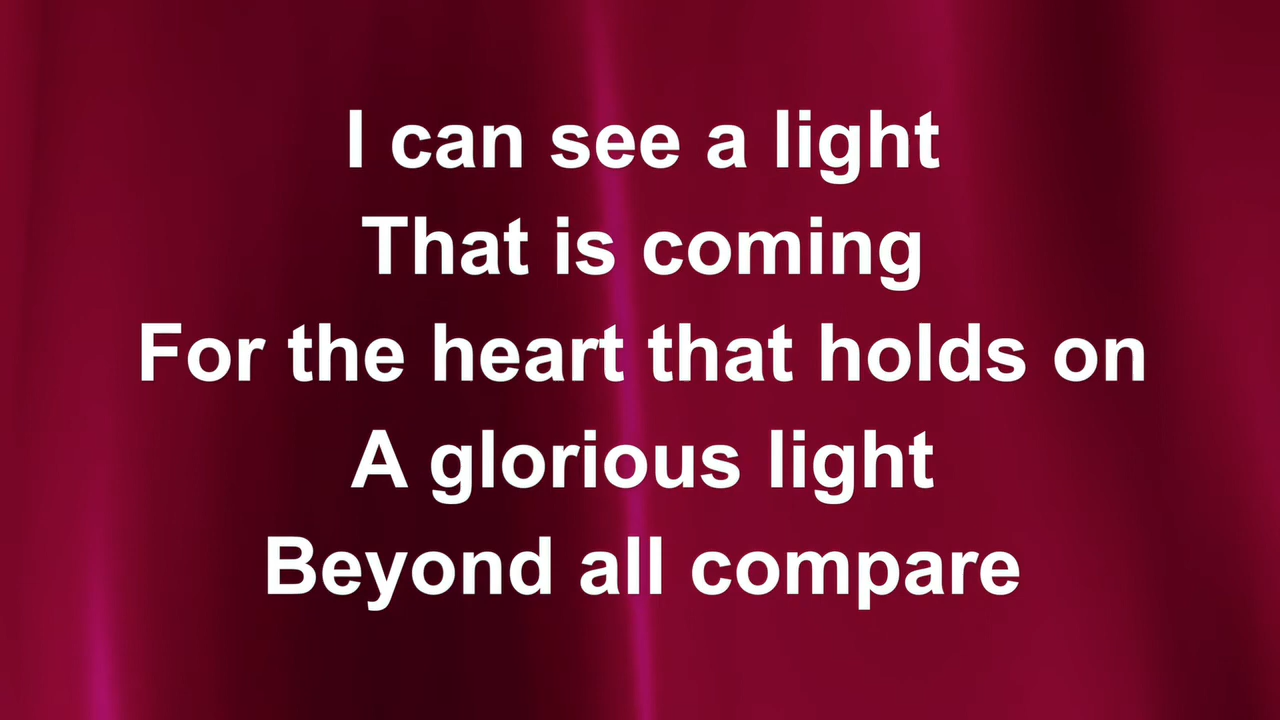 I can see a light
That is coming
For the heart that holds on
A glorious light
Beyond all compare